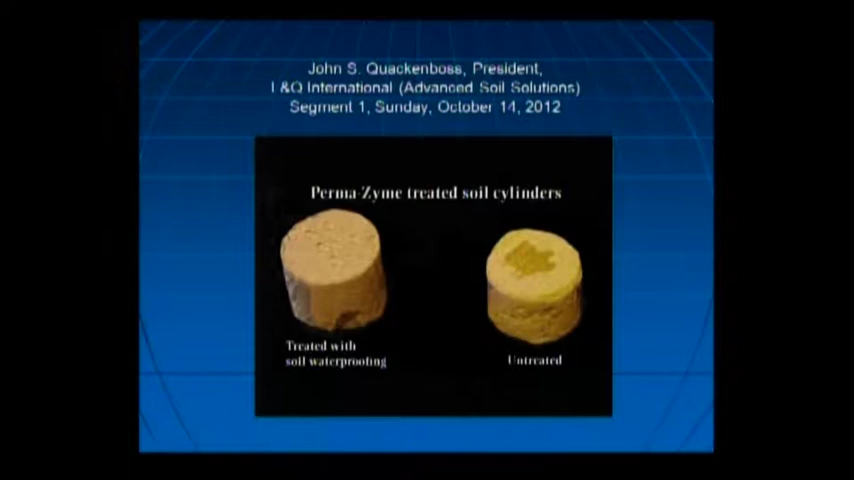 John S. Quackenboss, President,
I &Q International (Advanced Soil Solutions)
Segment 1, Sunday, October 14, 2012
Perma-Zyme treated soil cylinders
Treated with
soil waterproofing
Untreated